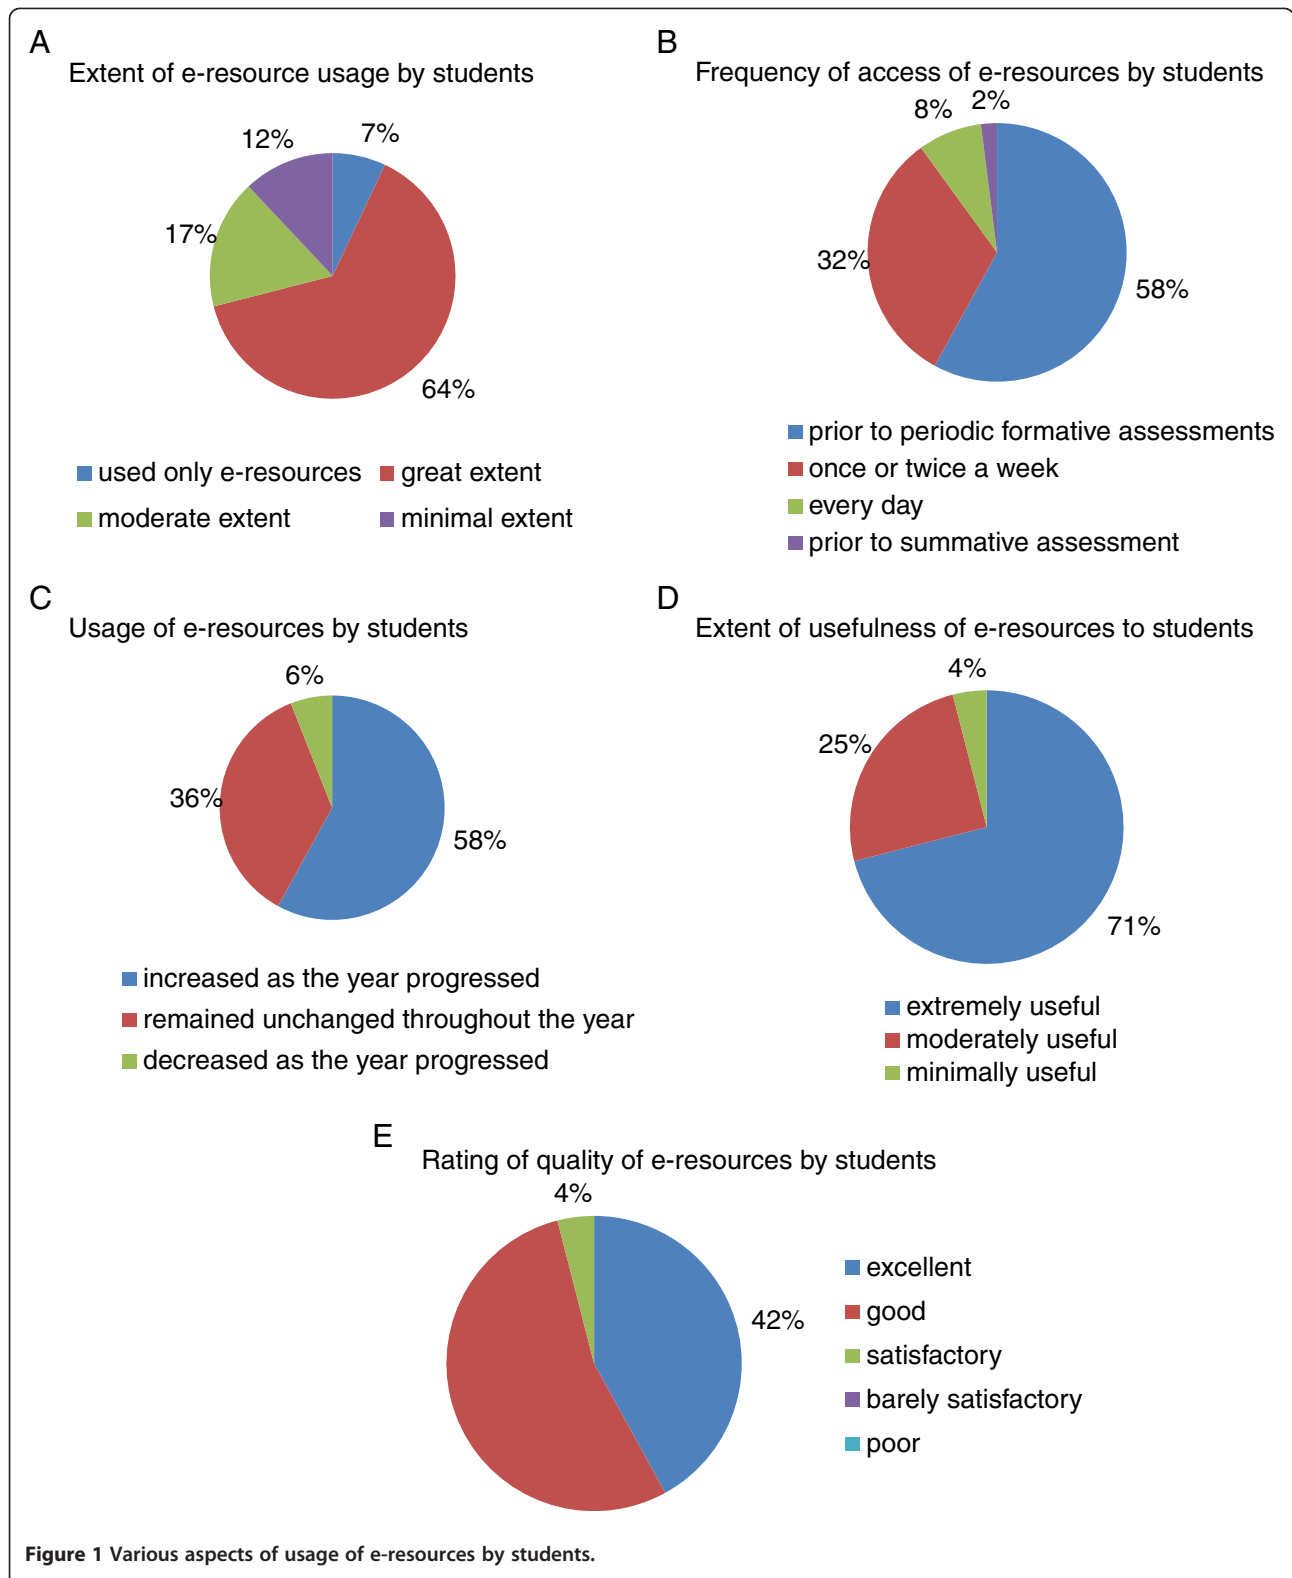 A
Extent of e-resource usage by students
12%
7%
17%
64%
used only e-resources
great extent
moderate extent
minimal extent
B
Frequency of access of e-resources by students
8%
2%
32%
58%
prior to periodic formative assessments
once or twice a week
every day
prior to summative assessment
C
Usage of e-resources by students
6%
36%
58%
increased as the year progressed
remained unchanged throughout the year
decreased as the year progressed
D
Extent of usefulness of e-resources to students
4%
25%
71%
extremely useful
moderately useful
minimally useful
E
Rating of quality of e-resources by students
4%
42%
excellent
good
satisfactory
barely satisfactory
poor
Figure 1 Various aspects of usage of e-resources by students.